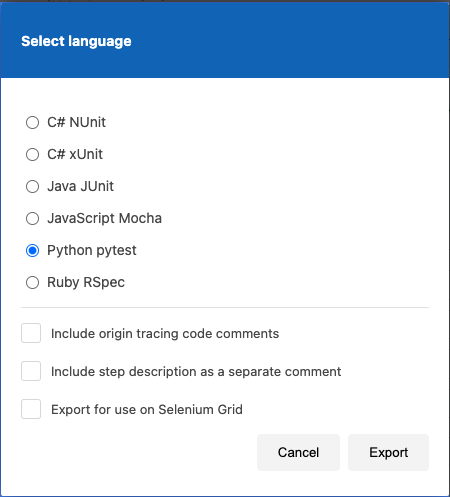 Select language
C# NUnit
C# xUnit
Java JUnit
JavaScript Mocha
Python pytest
Ruby RSpec
Include origin tracing code comments
Include step description as a separate comment
Export for use on Selenium Grid
Cancel
Export